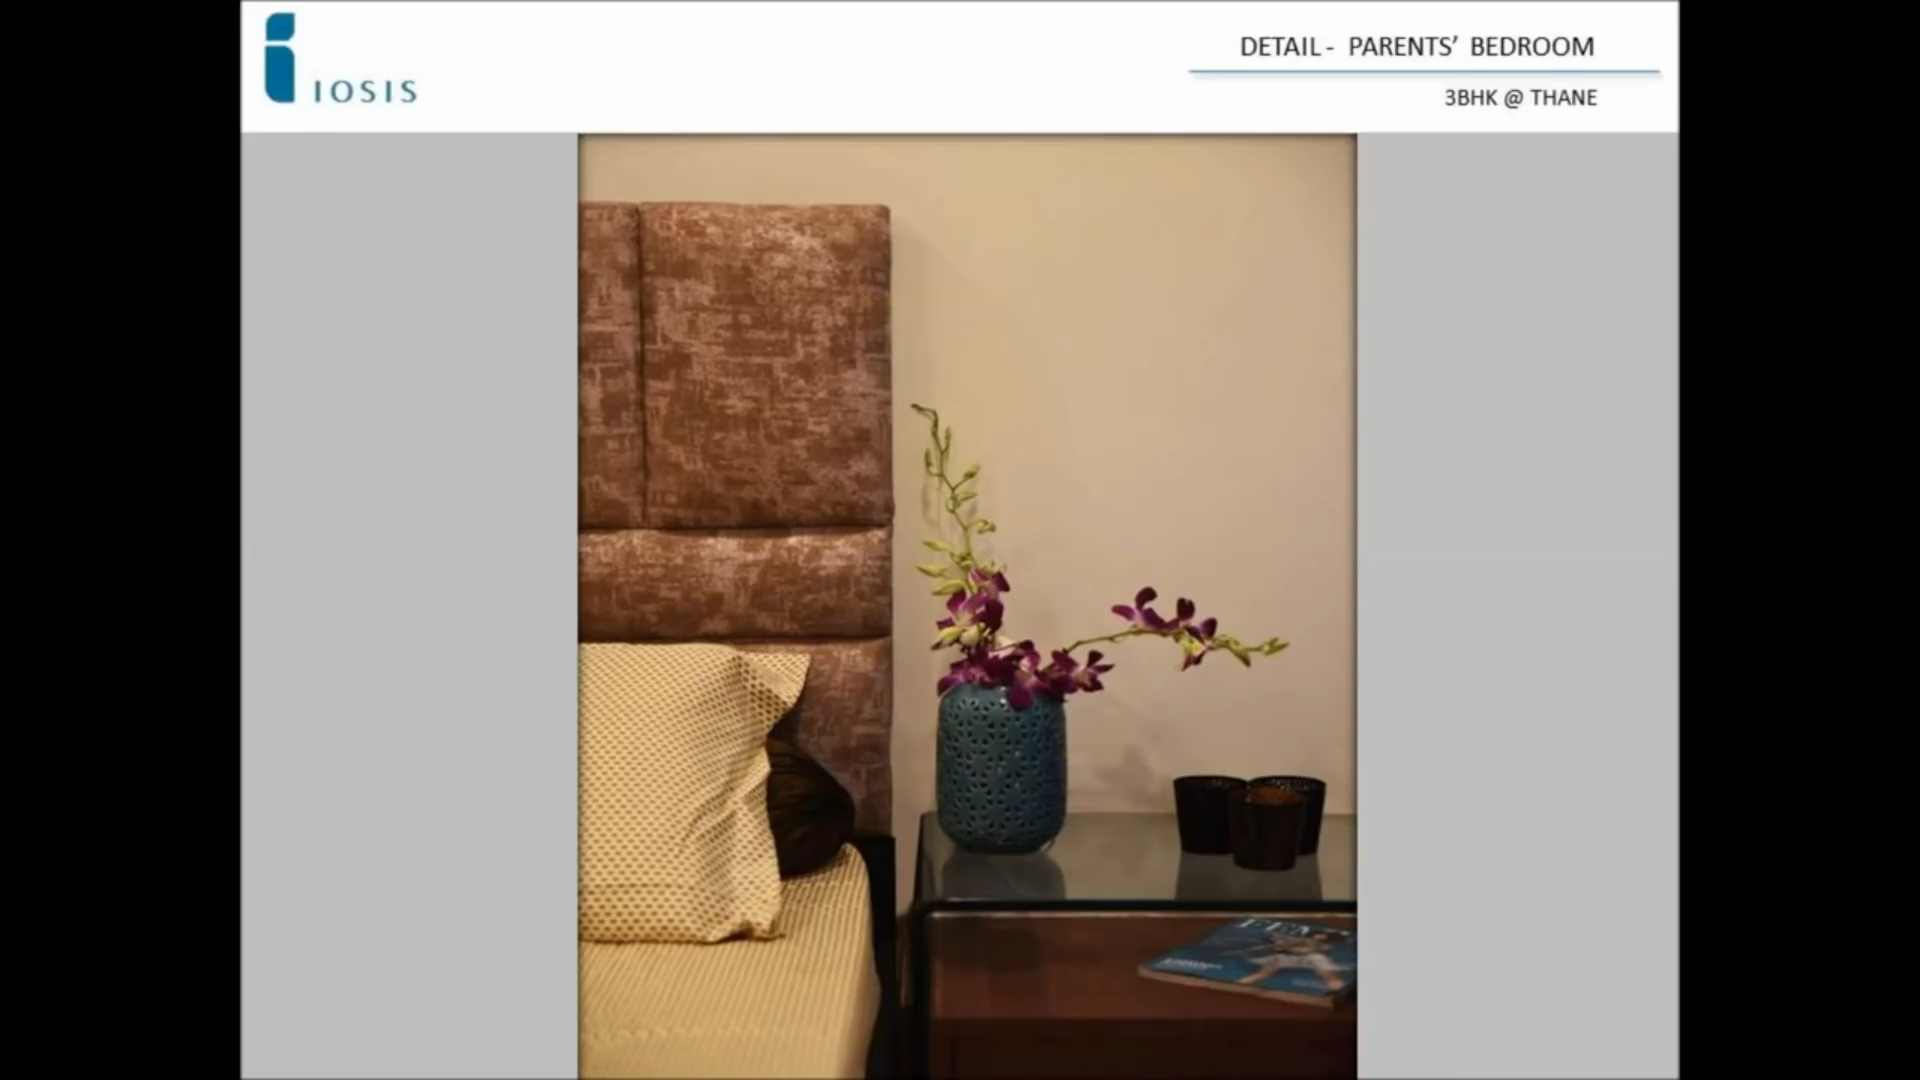 IOSIS
DETAIL - PARENTS’ BEDROOM
3BHK @ THANE